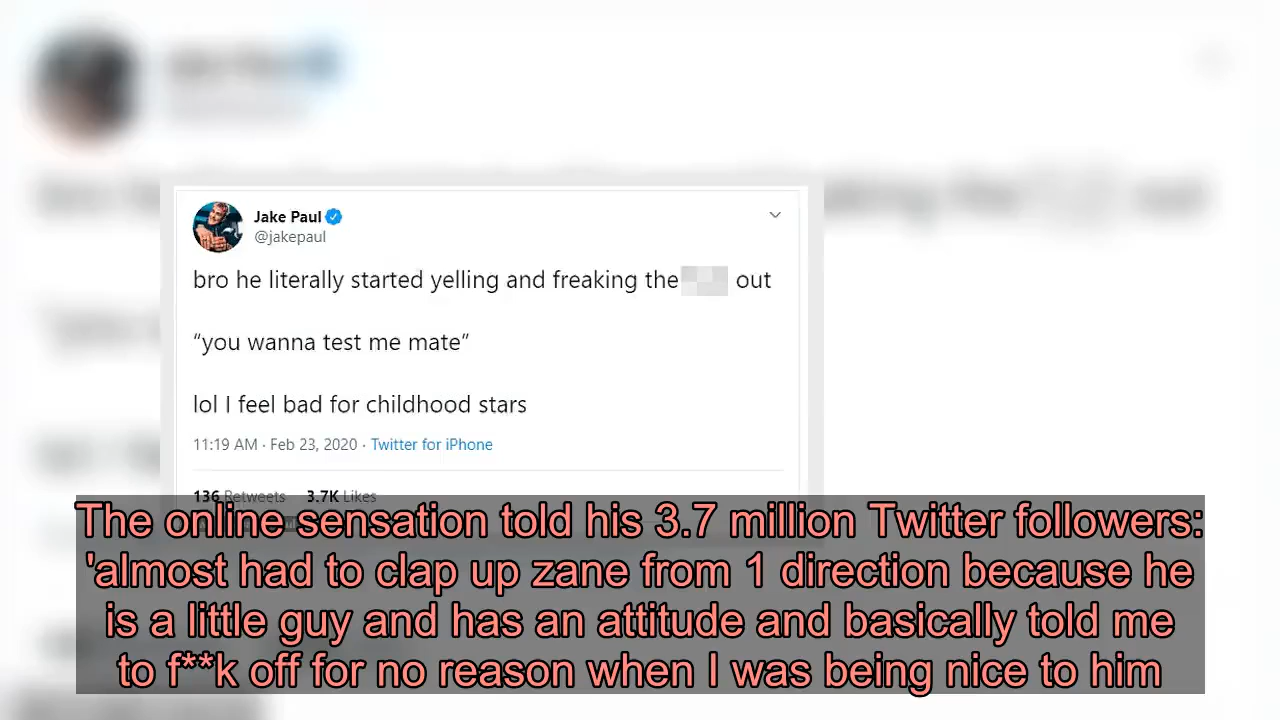 Jake Paul
@jakepaul
bro he literally started yelling and freaking the out
“you wanna test me mate”
lol I feel bad for childhood stars
11:19 AM · Feb 23, 2020 · Twitter for iPhone
136 Retweets 3.7K Likes
The online sensation told his 3.7 million Twitter followers:
'almost had to clap up zane from 1 direction because he
is a little guy and has an attitude and basically told me
to f**k off for no reason when I was being nice to him